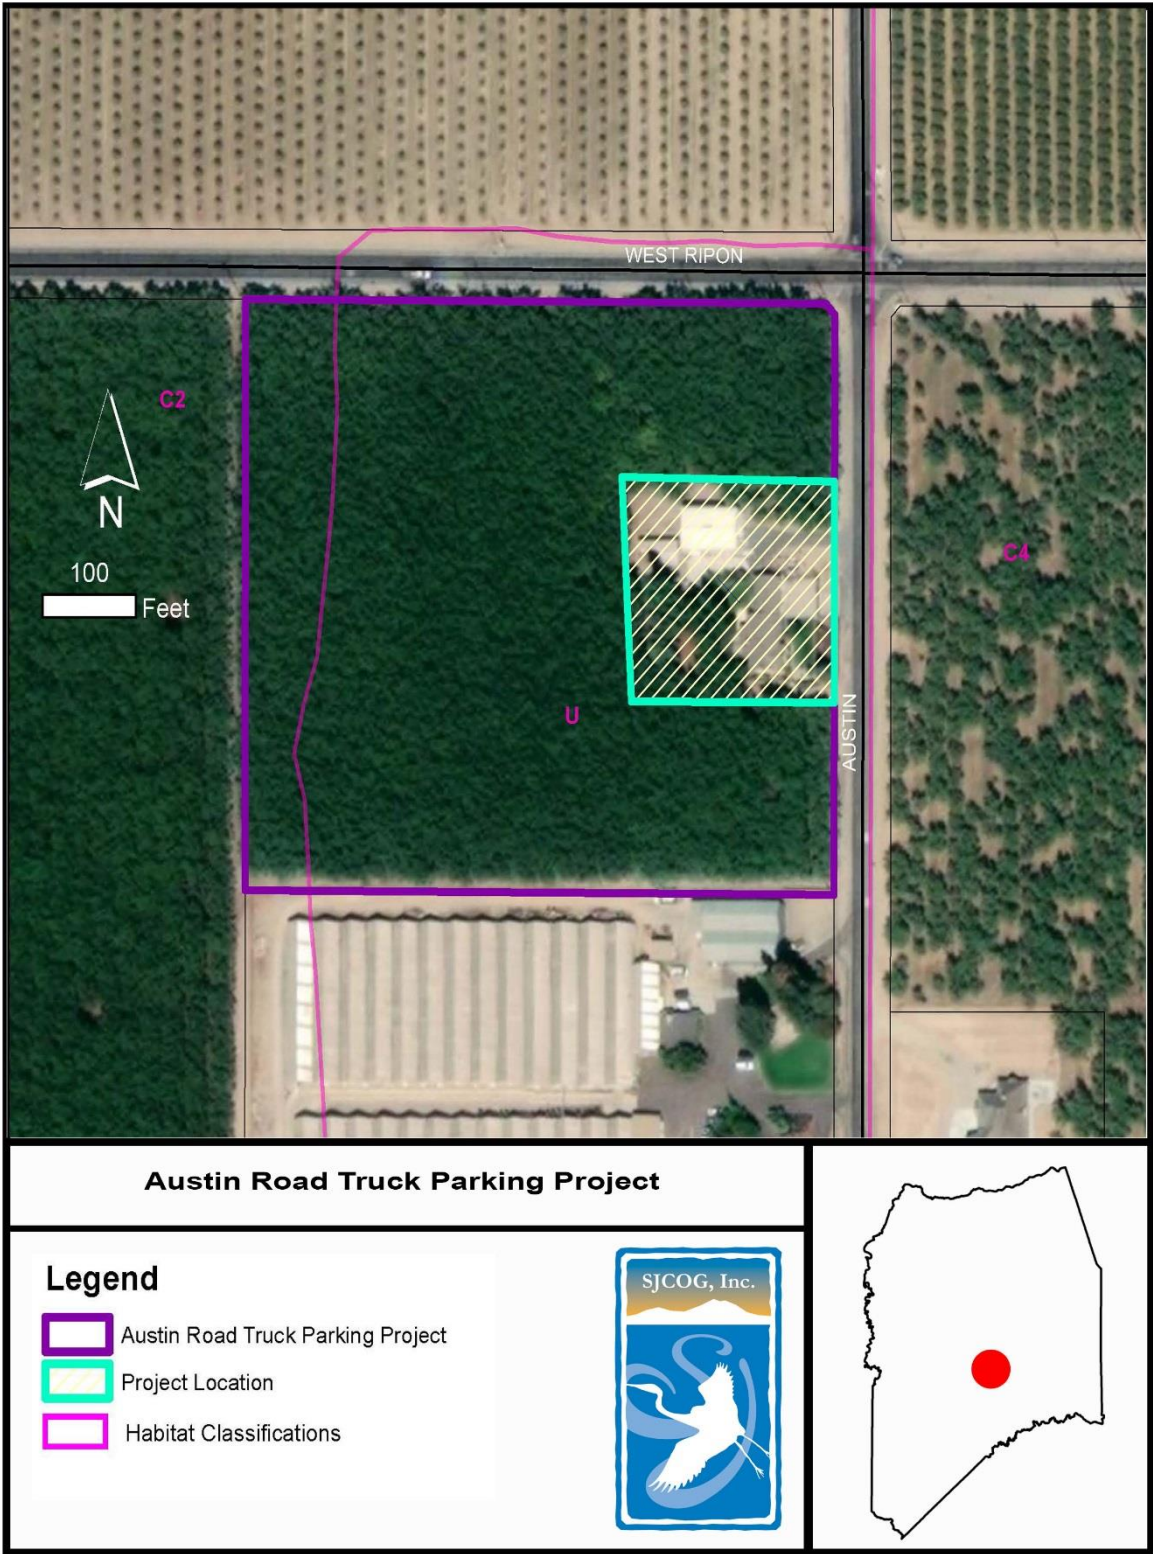 WEST RIPON
C2
N
C4
100
Feet
U
AUSTIN
Austin Road Truck Parking Project
Legend
Austin Road Truck Parking Project
Project Location
Habitat Classifications
SJCOG, Inc.